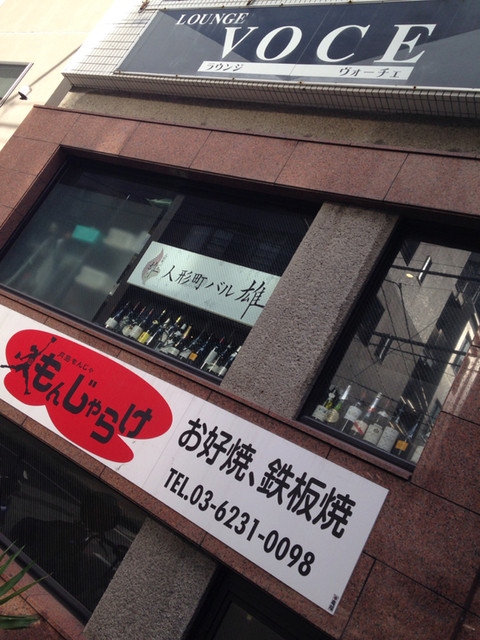 LOUNGE
VOCE
ラウンジ ヴォーチェ
人形町バル 雄
もんじゃらけ
お好焼、鉄板焼
TEL.03-6231-0098